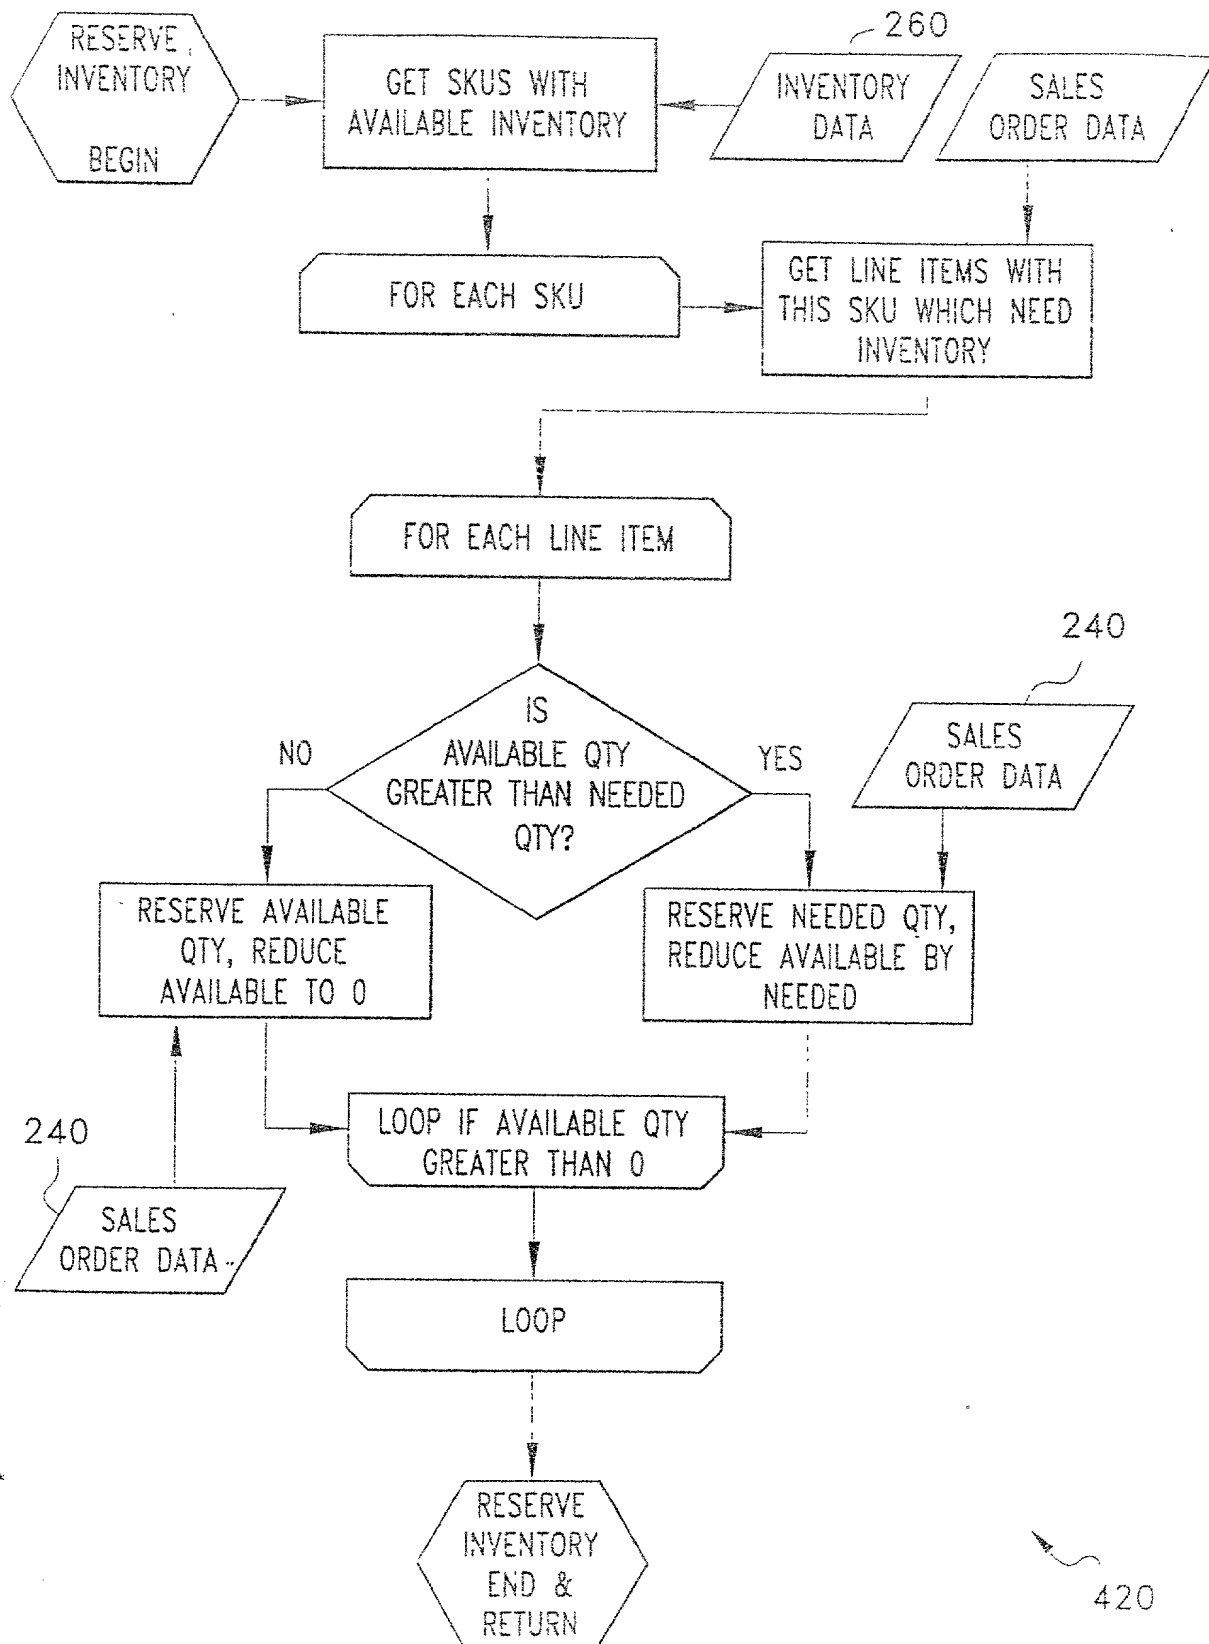 RESERVE
INVENTORY
BEGIN
GET SKUS WITH
AVAILABLE INVENTORY
260
INVENTORY
DATA
SALES
ORDER DATA
FOR EACH SKU
GET LINE ITEMS WITH
THIS SKU WHICH NEED
INVENTORY
FOR EACH LINE ITEM
IS
AVAILABLE QTY
GREATER THAN NEEDED
QTY?
NO
YES
240
SALES
ORDER DATA
RESERVE AVAILABLE
QTY, REDUCE
AVAILABLE TO 0
RESERVE NEEDED QTY,
REDUCE AVAILABLE BY
NEEDED
LOOP IF AVAILABLE QTY
GREATER THAN 0
240
SALES
ORDER DATA
LOOP
RESERVE
INVENTORY
END &
RETURN
420